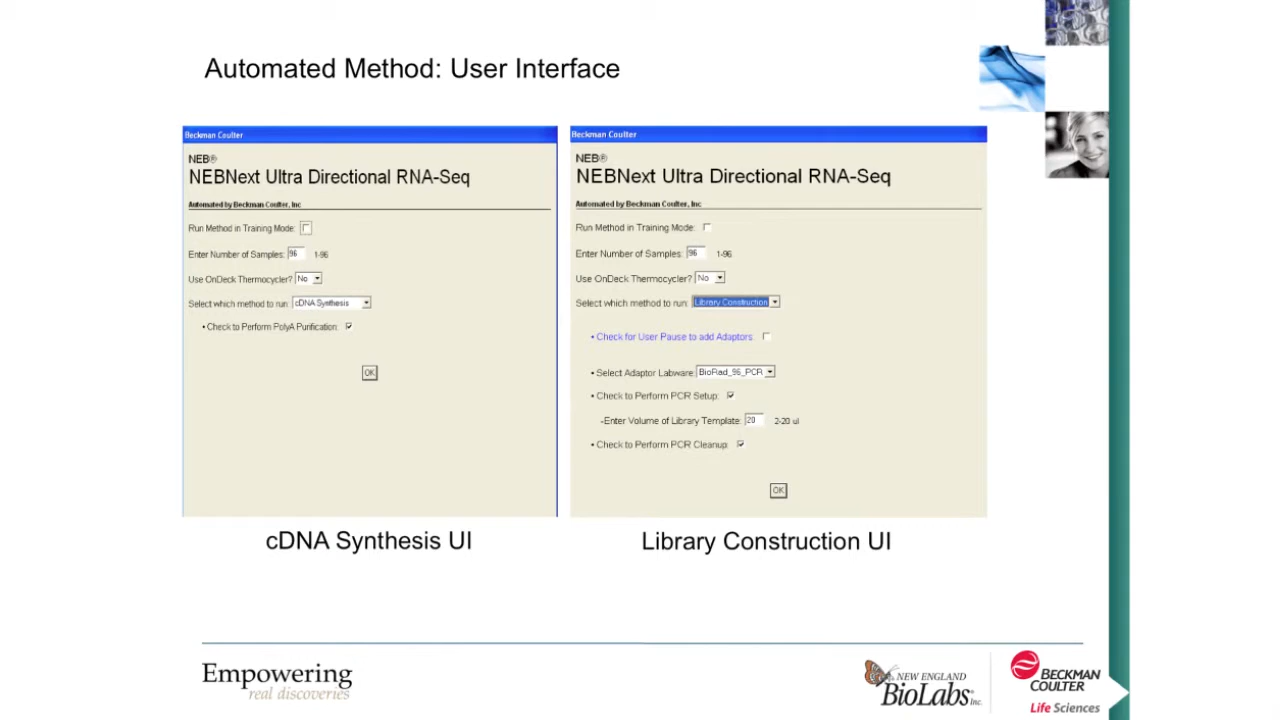 Automated Method: User Interface
Beckman Coulter
NEB®
NEBNext Ultra Directional RNA-Seq
Automated by Beckman Coulter, Inc
Run Method in Training Mode:
Enter Number of Samples: 96 1-96
Use OnDeck Thermocycler? No
Select which method to run: cDNA Synthesis
• Check to Perform PolyA Purification:
OK
cDNA Synthesis UI
Beckman Coulter
NEB®
NEBNext Ultra Directional RNA-Seq
Automated by Beckman Coulter, Inc
Run Method in Training Mode:
Enter Number of Samples: 96 1-96
Use OnDeck Thermocycler? No
Select which method to run: Library Construction
• Check for User Pause to add Adaptors:
• Select Adaptor Labware: BioRad_96_PCR
• Check to Perform PCR Setup:
-Enter Volume of Library Template: 20 2-20 ul
• Check to Perform PCR Cleanup:
OK
Library Construction UI
Empowering
real discoveries
NEW ENGLAND
BioLabs Inc.
BECKMAN
COULTER
Life Sciences